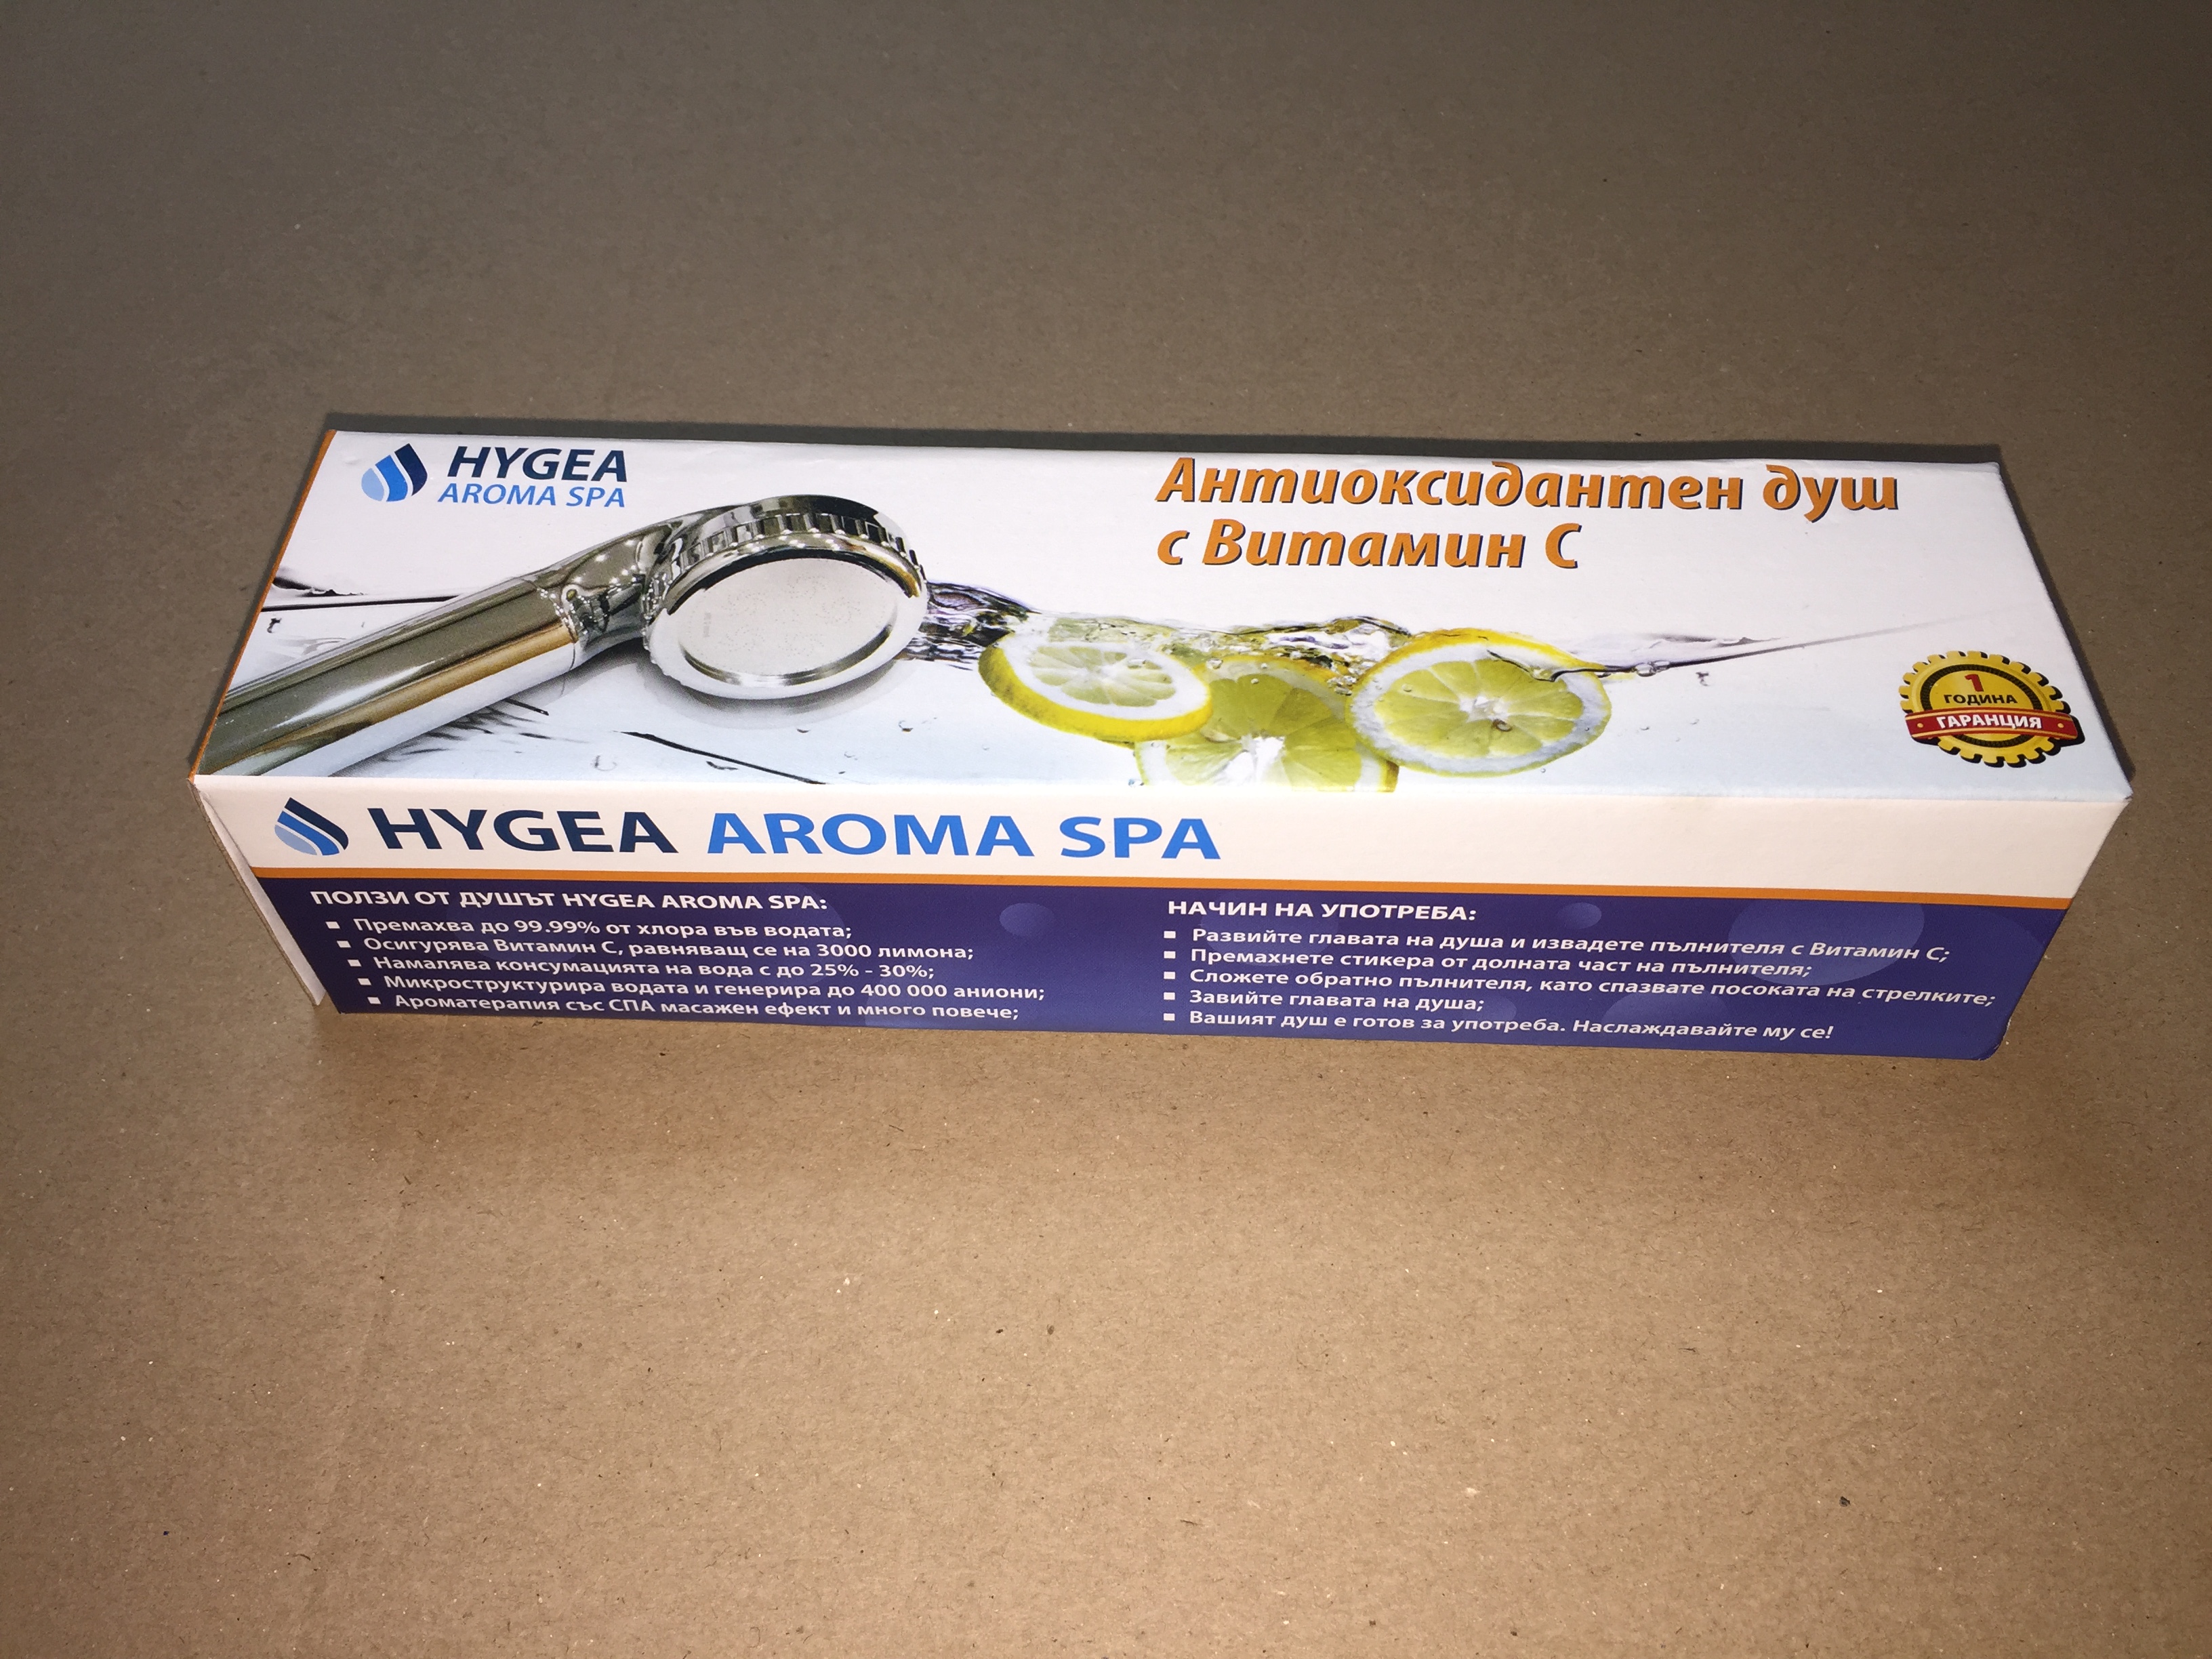 HYGEA
AROMA SPA
Антиоксидантен душ
с Витамин С
1
ГОДИНА
ГАРАНЦИЯ
HYGEA AROMA SPA
ПОЛЗИ ОТ ДУШЪТ HYGEA AROMA SPA:
▪ Премахва до 99.99% от хлора във водата;
▪ Осигурява Витамин С, равняващ се на 3000 лимона;
▪ Намалява консумацията на вода с до 25% - 30%;
▪ Микроструктурира водата и генерира до 400 000 аниони;
▪ Ароматерапия със СПА масажен ефект и много повече;
НАЧИН НА УПОТРЕБА:
▪ Развийте главата на душа и извадете пълнителя с Витамин С;
▪ Премахнете стикера от долната част на пълнителя;
▪ Сложете обратно пълнителя, като спазвате посоката на стрелките;
▪ Завийте главата на душа;
▪ Вашият душ е готов за употреба. Наслаждавайте му се!